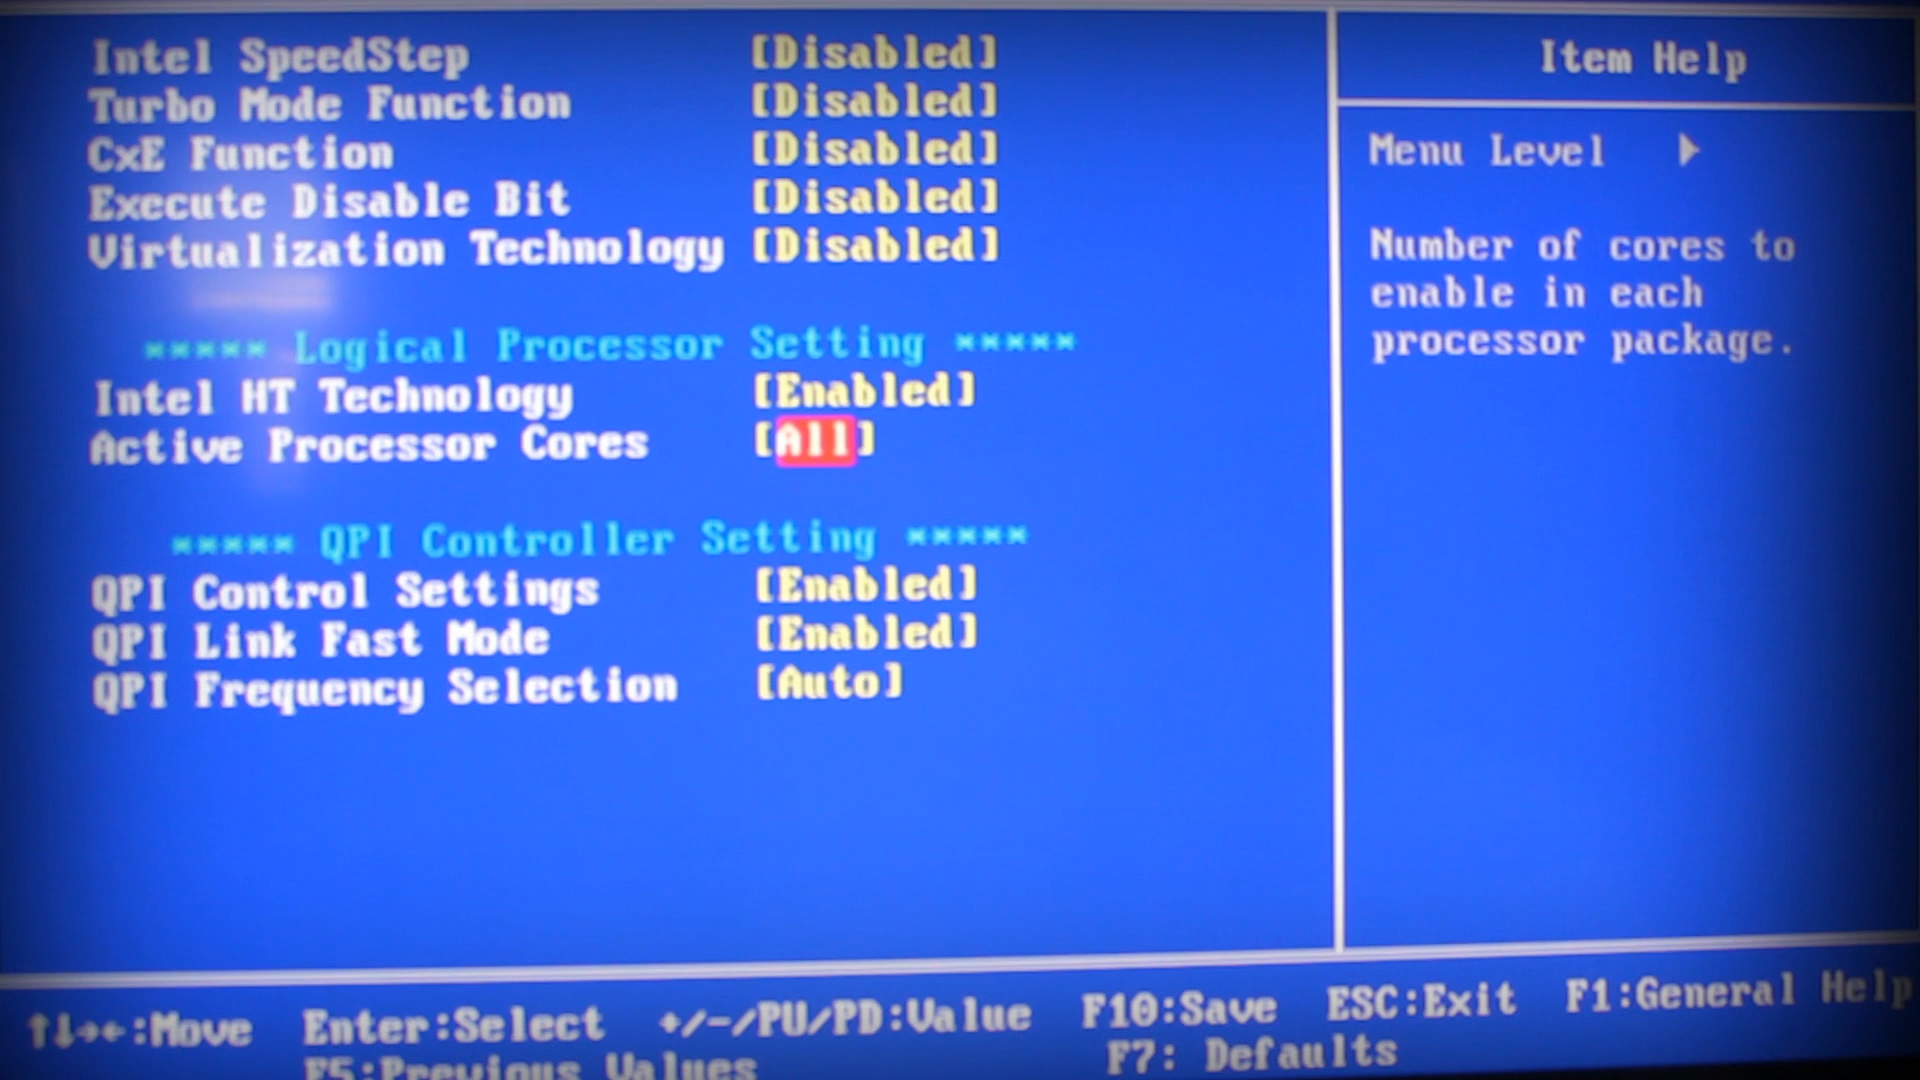 Intel SpeedStep [Disabled]
Turbo Mode Function [Disabled]
CxE Function [Disabled]
Execute Disable Bit [Disabled]
Virtualization Technology [Disabled]
***** Logical Processor Setting *****
Intel HT Technology [Enabled]
Active Processor Cores [All]
***** QPI Controller Setting *****
QPI Control Settings [Enabled]
QPI Link Fast Mode [Enabled]
QPI Frequency Selection [Auto]
Item Help
Menu Level ►
Number of cores to
enable in each
processor package.
↑↓→←:Move Enter:Select +/-/PU/PD:Value F10:Save ESC:Exit F1:General Help
F5:Previous Values F7: Defaults